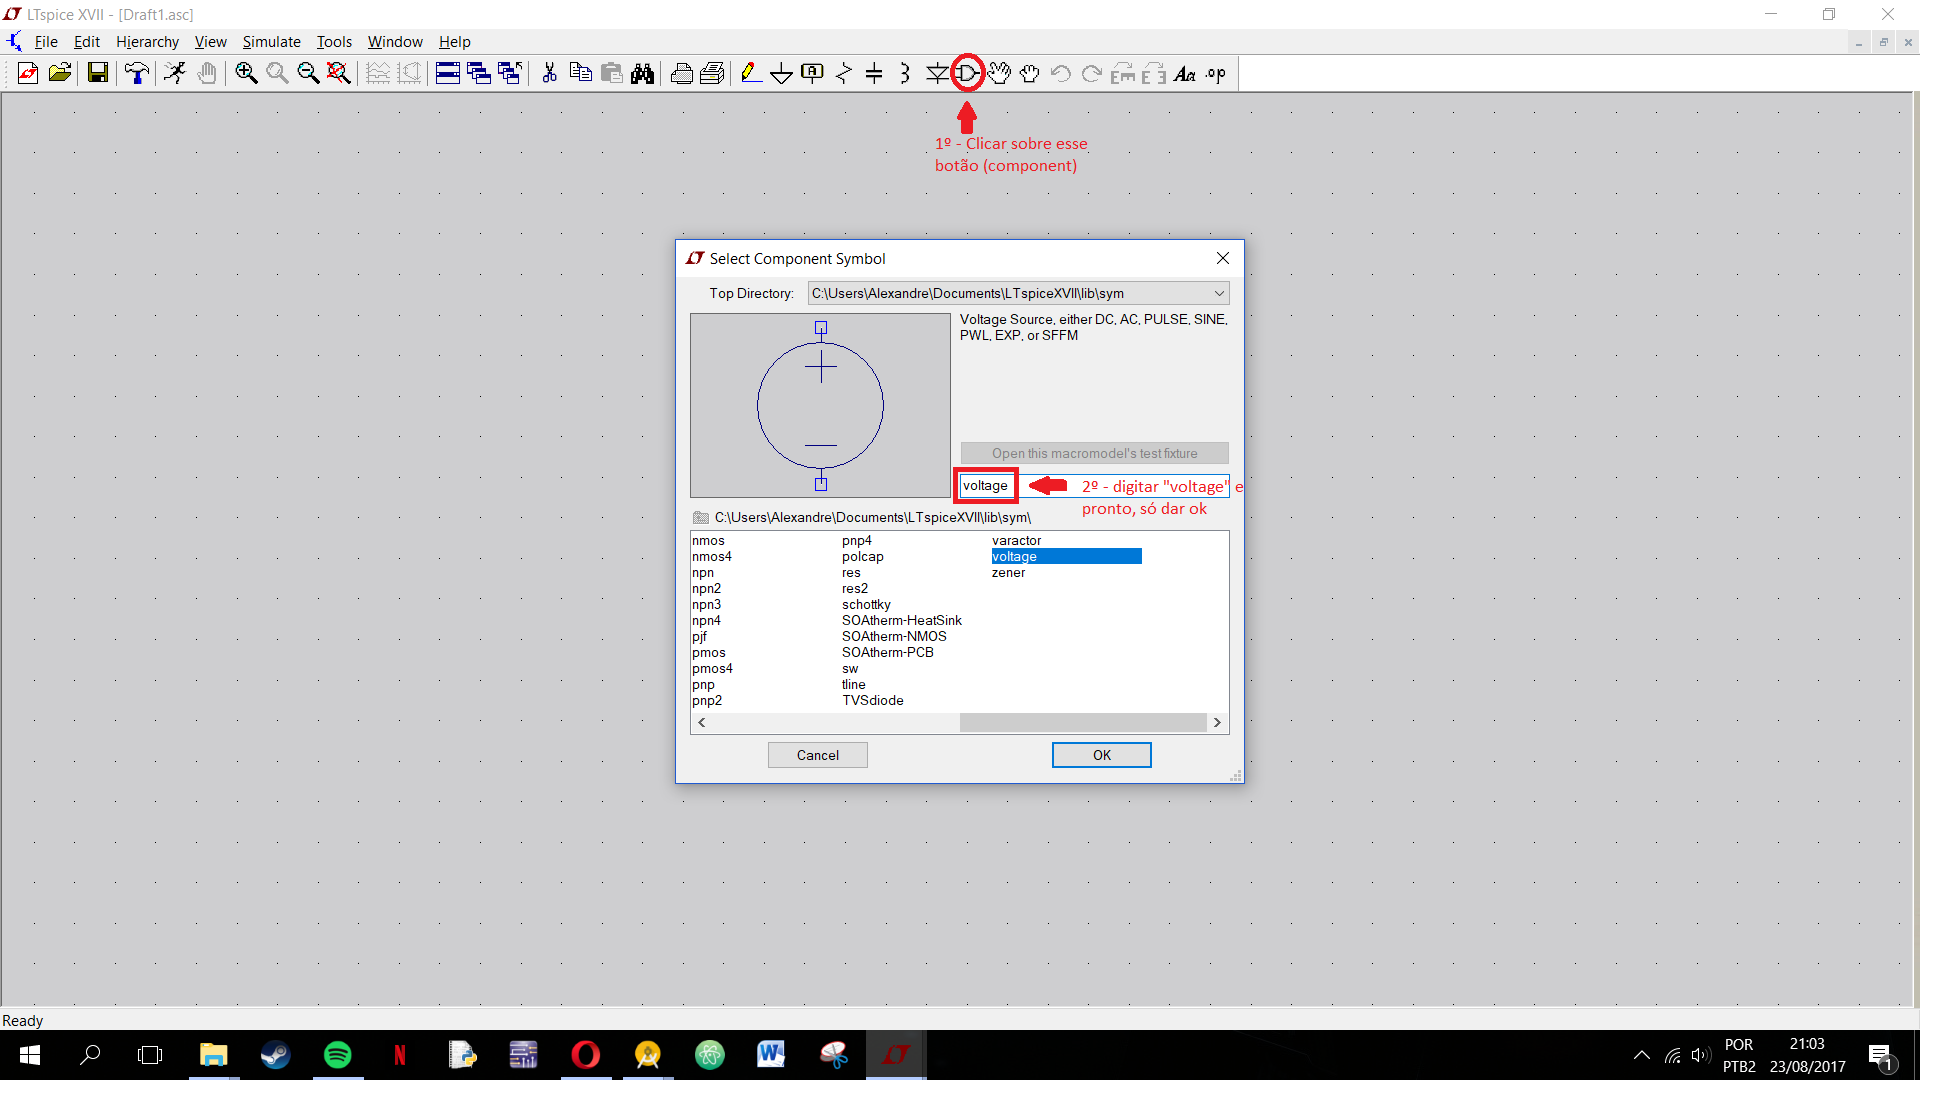 LTspice XVII - [Draft1.asc]
File Edit Hierarchy View Simulate Tools Window Help
A Aa .op
1º - Clicar sobre esse
botão (component)
Select Component Symbol
Top Directory: C:\Users\Alexandre\Documents\LTspiceXVII\lib\sym
Voltage Source, either DC, AC, PULSE, SINE,
PWL, EXP, or SFFM
Open this macromodel's test fixture
voltage
2º - digitar "voltage" e
pronto, só dar ok
C:\Users\Alexandre\Documents\LTspiceXVII\lib\sym\
nmos pnp4 varactor
nmos4 polcap voltage
npn res zener
npn2 res2
npn3 schottky
npn4 SOAtherm-HeatSink
pjf SOAtherm-NMOS
pmos SOAtherm-PCB
pmos4 sw
pnp tline
pnp2 TVSdiode
Cancel OK
Ready
POR 21:03
PTB2 23/08/2017
1